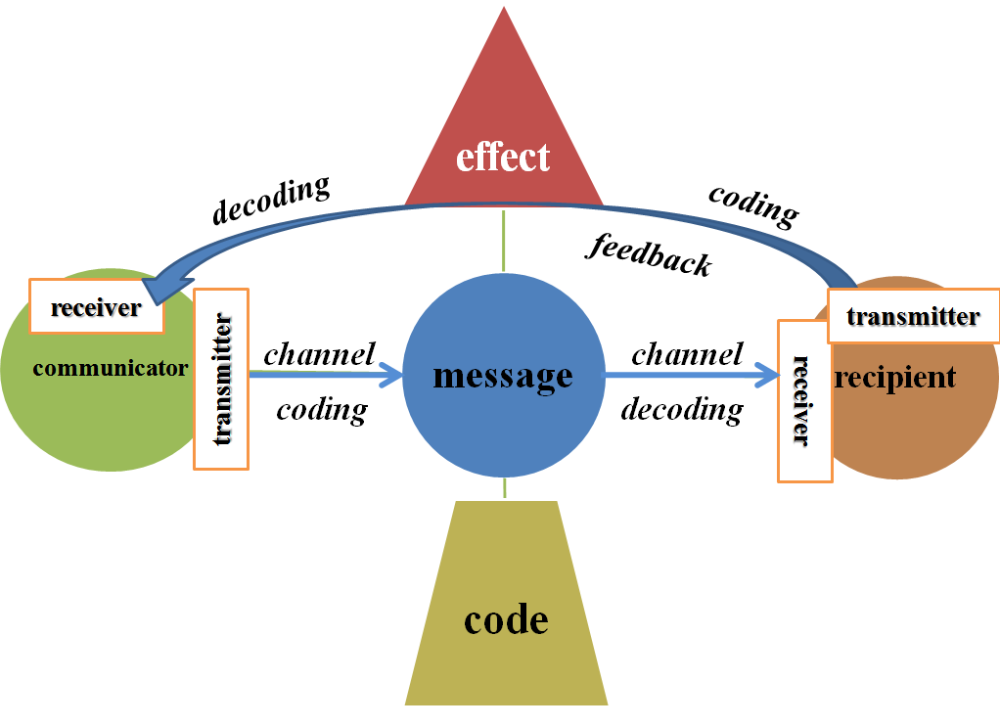 effect
decoding
coding
feedback
receiver
transmitter
communicator
transmitter
channel
coding
message
channel
decoding
receiver
recipient
code